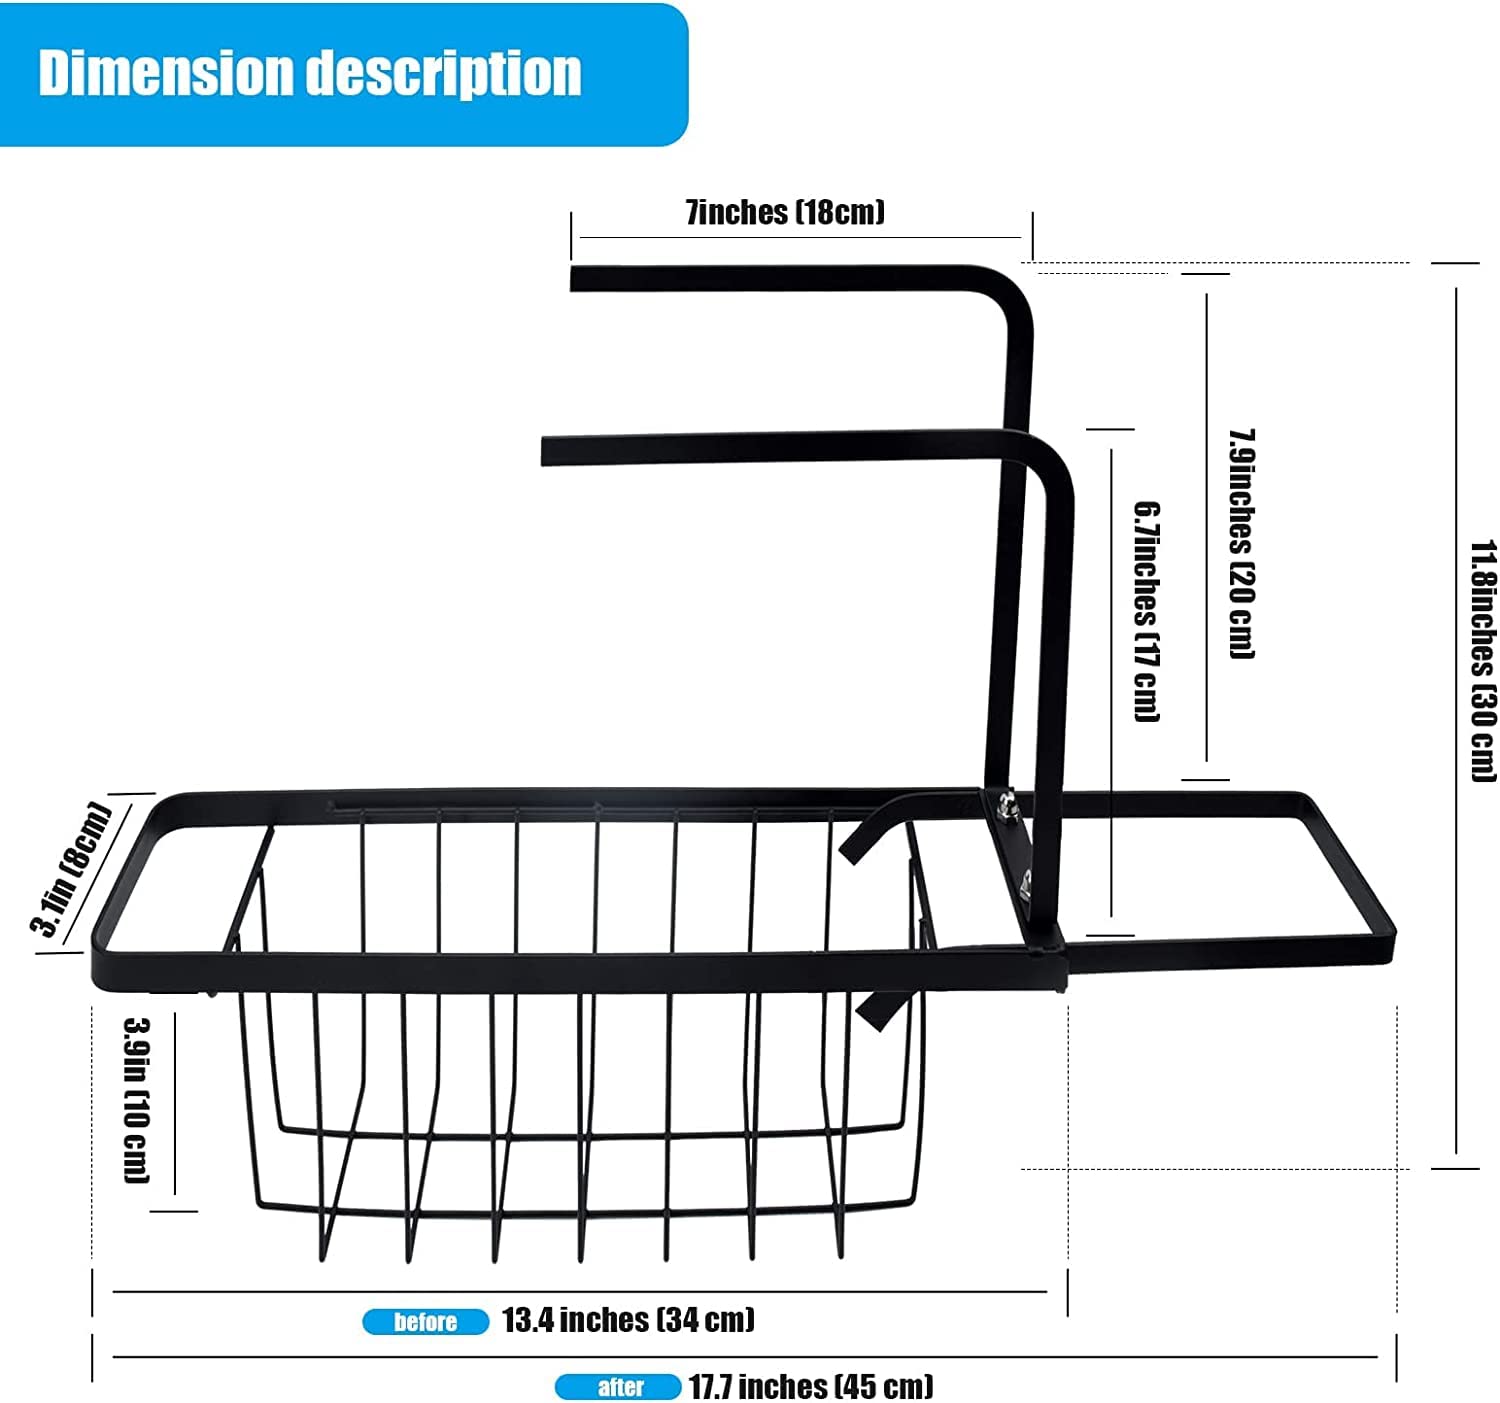 Dimension description
7inches (18cm)
7.9inches (20 cm)
6.7inches (17 cm)
11.8inches (30 cm)
3.1in (8cm)
3.9in (10 cm)
before 13.4 inches (34 cm)
after 17.7 inches (45 cm)